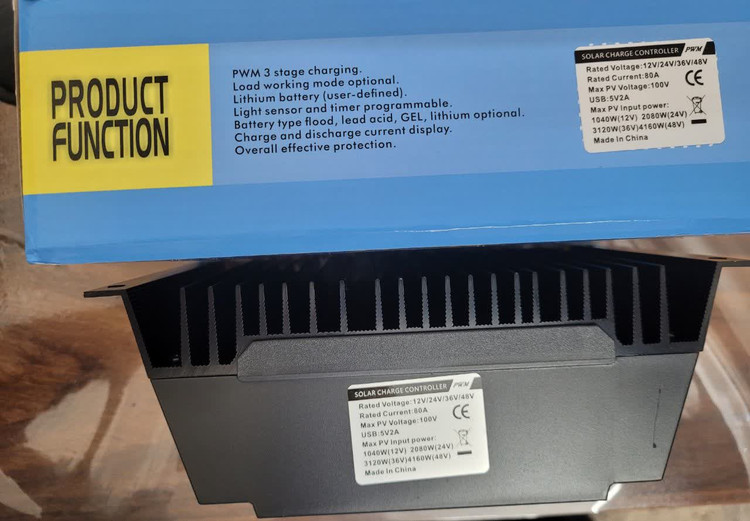 PRODUCT
FUNCTION
PWM 3 stage charging.
Load working mode optional.
Lithium battery (user-defined).
Light sensor and timer programmable.
Battery type flood, lead acid, GEL, lithium optional.
Charge and discharge current display.
Overall effective protection.
SOLAR CHARGE CONTROLLER PWM
Rated Voltage:12V/24V/36V/48V
Rated Current:80A
Max PV Voltage:100V
CE
USB:5V2A
Max PV Input power:
1040W(12V) 2080W(24V)
3120W(36V)4160W(48V)
Made in China
SOLAR CHARGE CONTROLLER PWM
Rated Voltage:12V/24V/36V/48V
Rated Current:80A
Max PV Voltage:100V
CE
USB:5V2A
Max PV Input power:
1040W(12V) 2080W(24V)
3120W(36V)4160W(48V)
Made in China